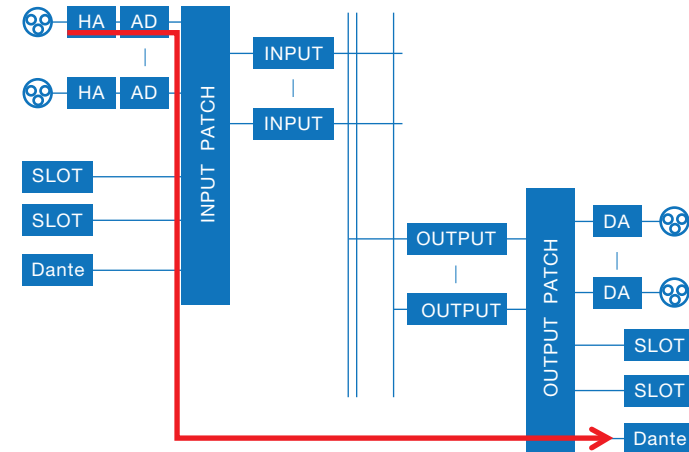 HA AD
INPUT
HA AD
INPUT
INPUT PATCH
SLOT
SLOT
Dante
OUTPUT
OUTPUT
OUTPUT PATCH
DA
DA
SLOT
SLOT
Dante